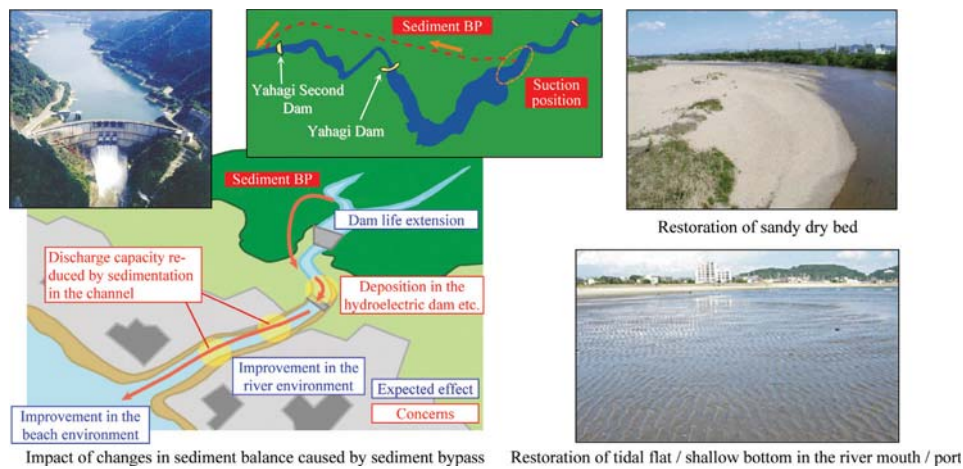 Sediment BP
Yahagi Second
Dam
Yahagi Dam
Suction
position
Sediment BP
Dam life extension
Discharge capacity re-
duced by sedimentation
in the channel
Deposition in the
hydroelectric dam etc.
Improvement in the
river environment
Expected effect
Concerns
Improvement in the
beach environment
Impact of changes in sediment balance caused by sediment bypass
Restoration of sandy dry bed
Restoration of tidal flat / shallow bottom in the river mouth / port